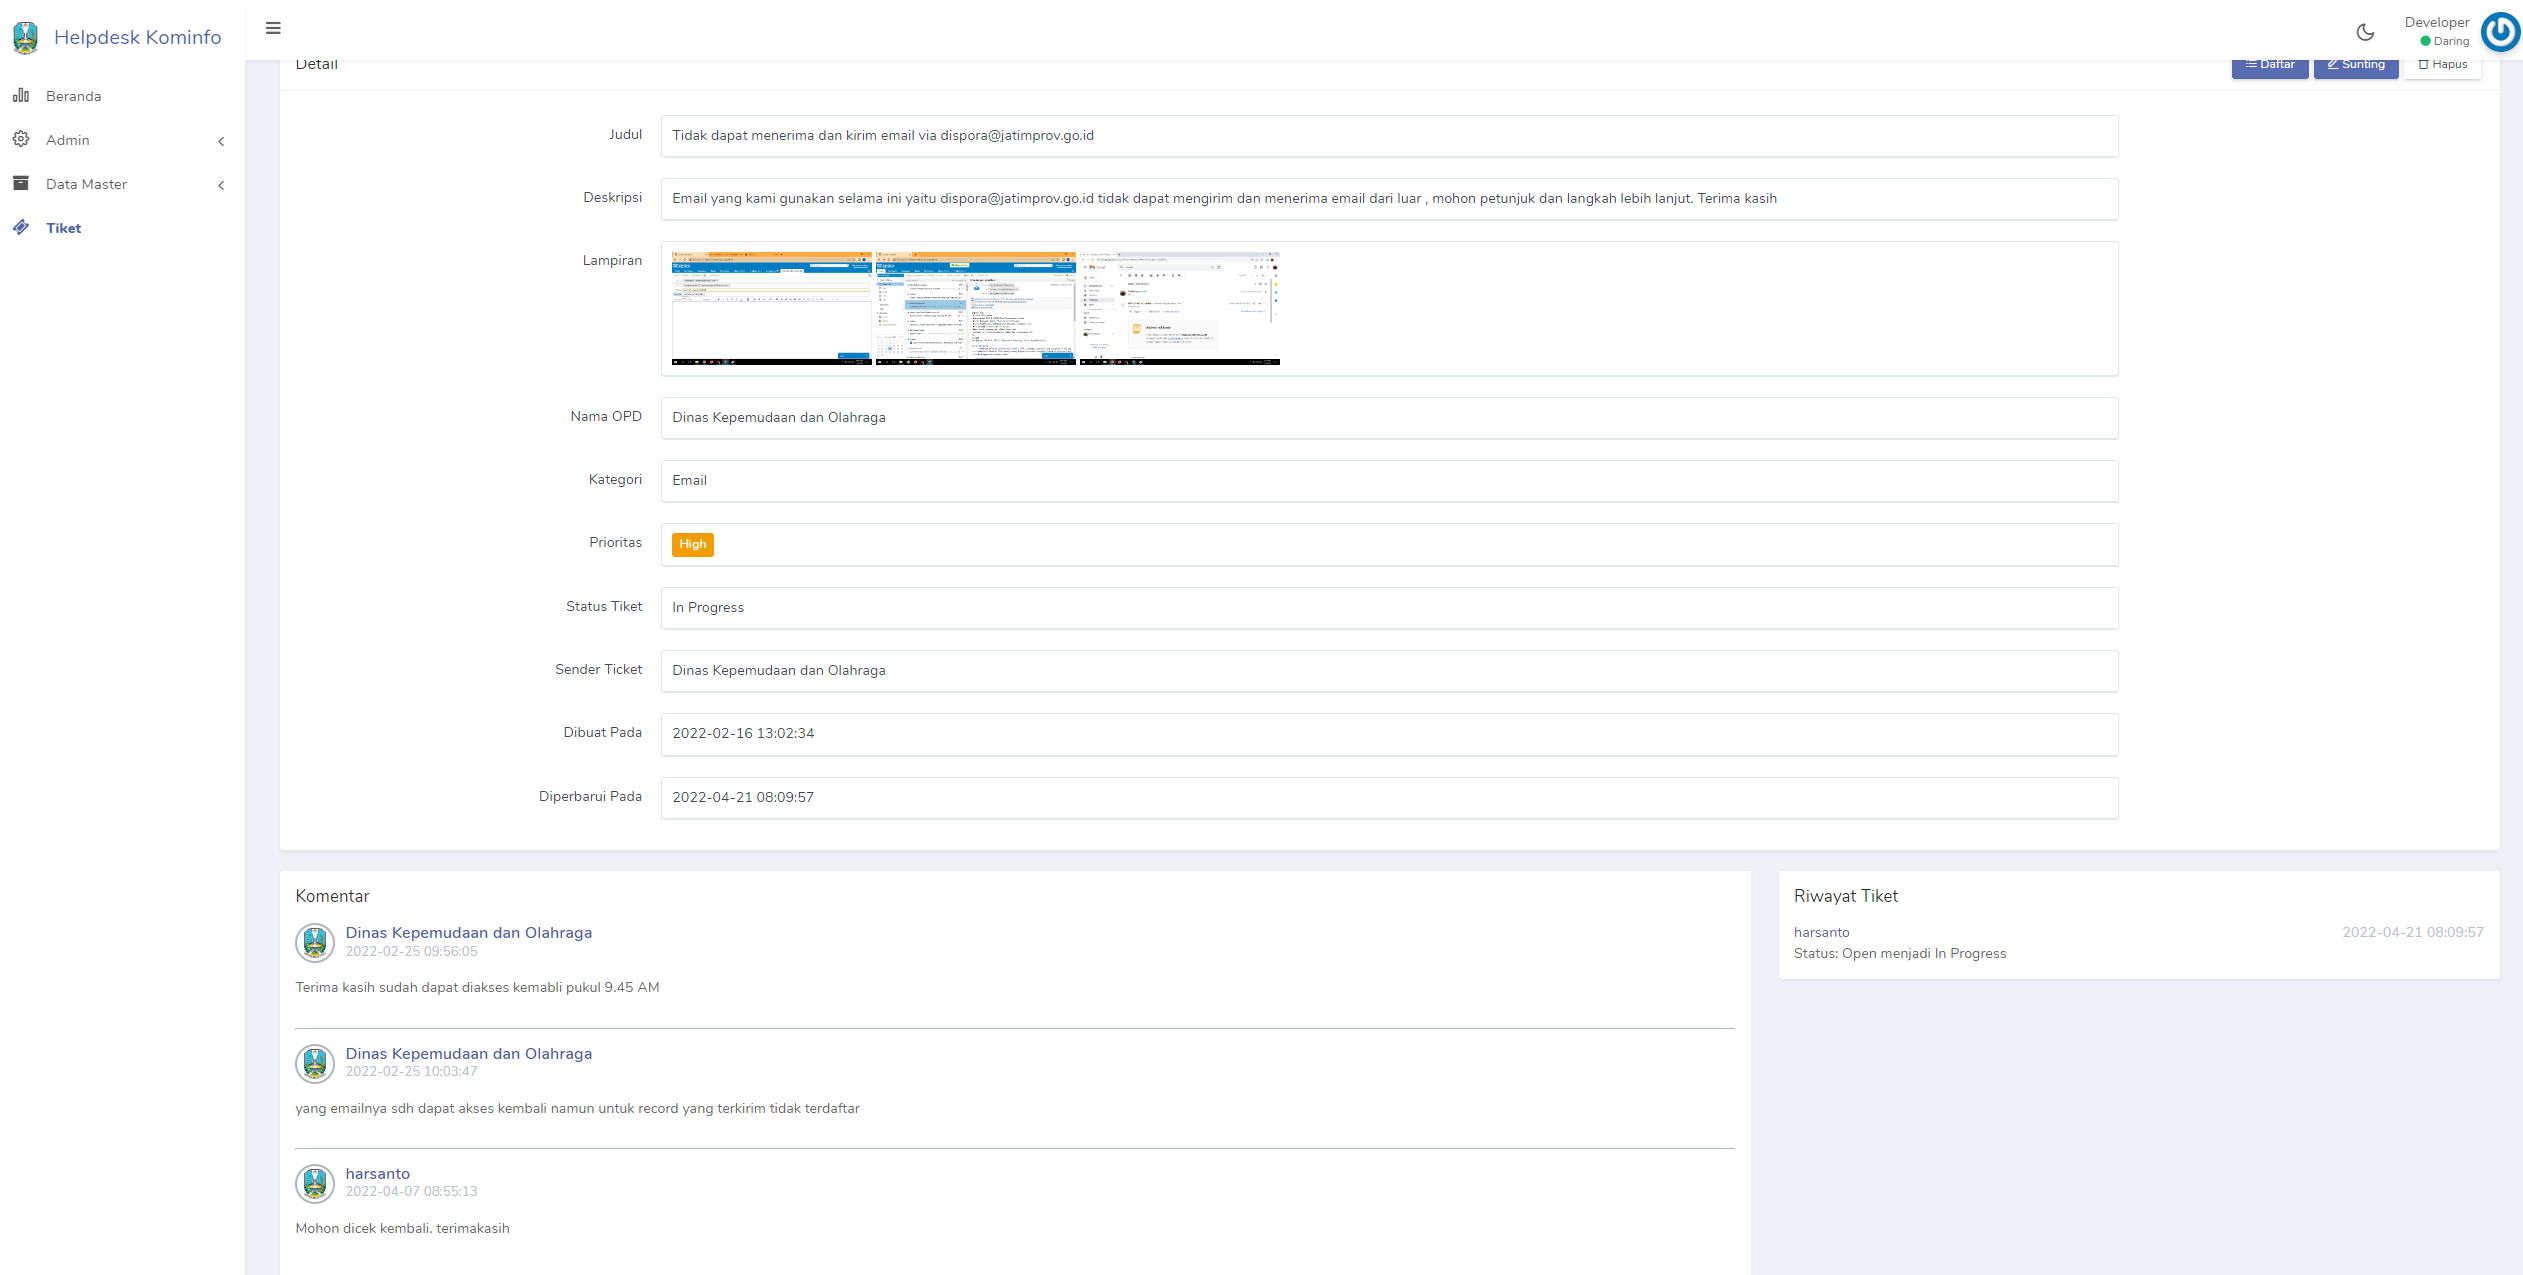 Helpdesk Kominfo
Developer
Daring
Beranda
Admin
Data Master
Tiket
Detail
Daftar
Sunting
Hapus
Judul
Tidak dapat menerima dan kirim email via dispora@jatimprov.go.id
Deskripsi
Email yang kami gunakan selama ini yaitu dispora@jatimprov.go.id tidak dapat mengirim dan menerima email dari luar , mohon petunjuk dan langkah lebih lanjut. Terima kasih
Lampiran
Nama OPD
Dinas Kepemudaan dan Olahraga
Kategori
Email
Prioritas
High
Status Tiket
In Progress
Sender Ticket
Dinas Kepemudaan dan Olahraga
Dibuat Pada
2022-02-16 13:02:34
Diperbarui Pada
2022-04-21 08:09:57
Komentar
Dinas Kepemudaan dan Olahraga
2022-02-25 09:56:05
Terima kasih sudah dapat diakses kemabli pukul 9.45 AM
Dinas Kepemudaan dan Olahraga
2022-02-25 10:03:47
yang emailnya sdh dapat akses kembali namun untuk record yang terkirim tidak terdaftar
harsanto
2022-04-07 08:55:13
Mohon dicek kembali. terimakasih
Riwayat Tiket
harsanto
2022-04-21 08:09:57
Status: Open menjadi In Progress